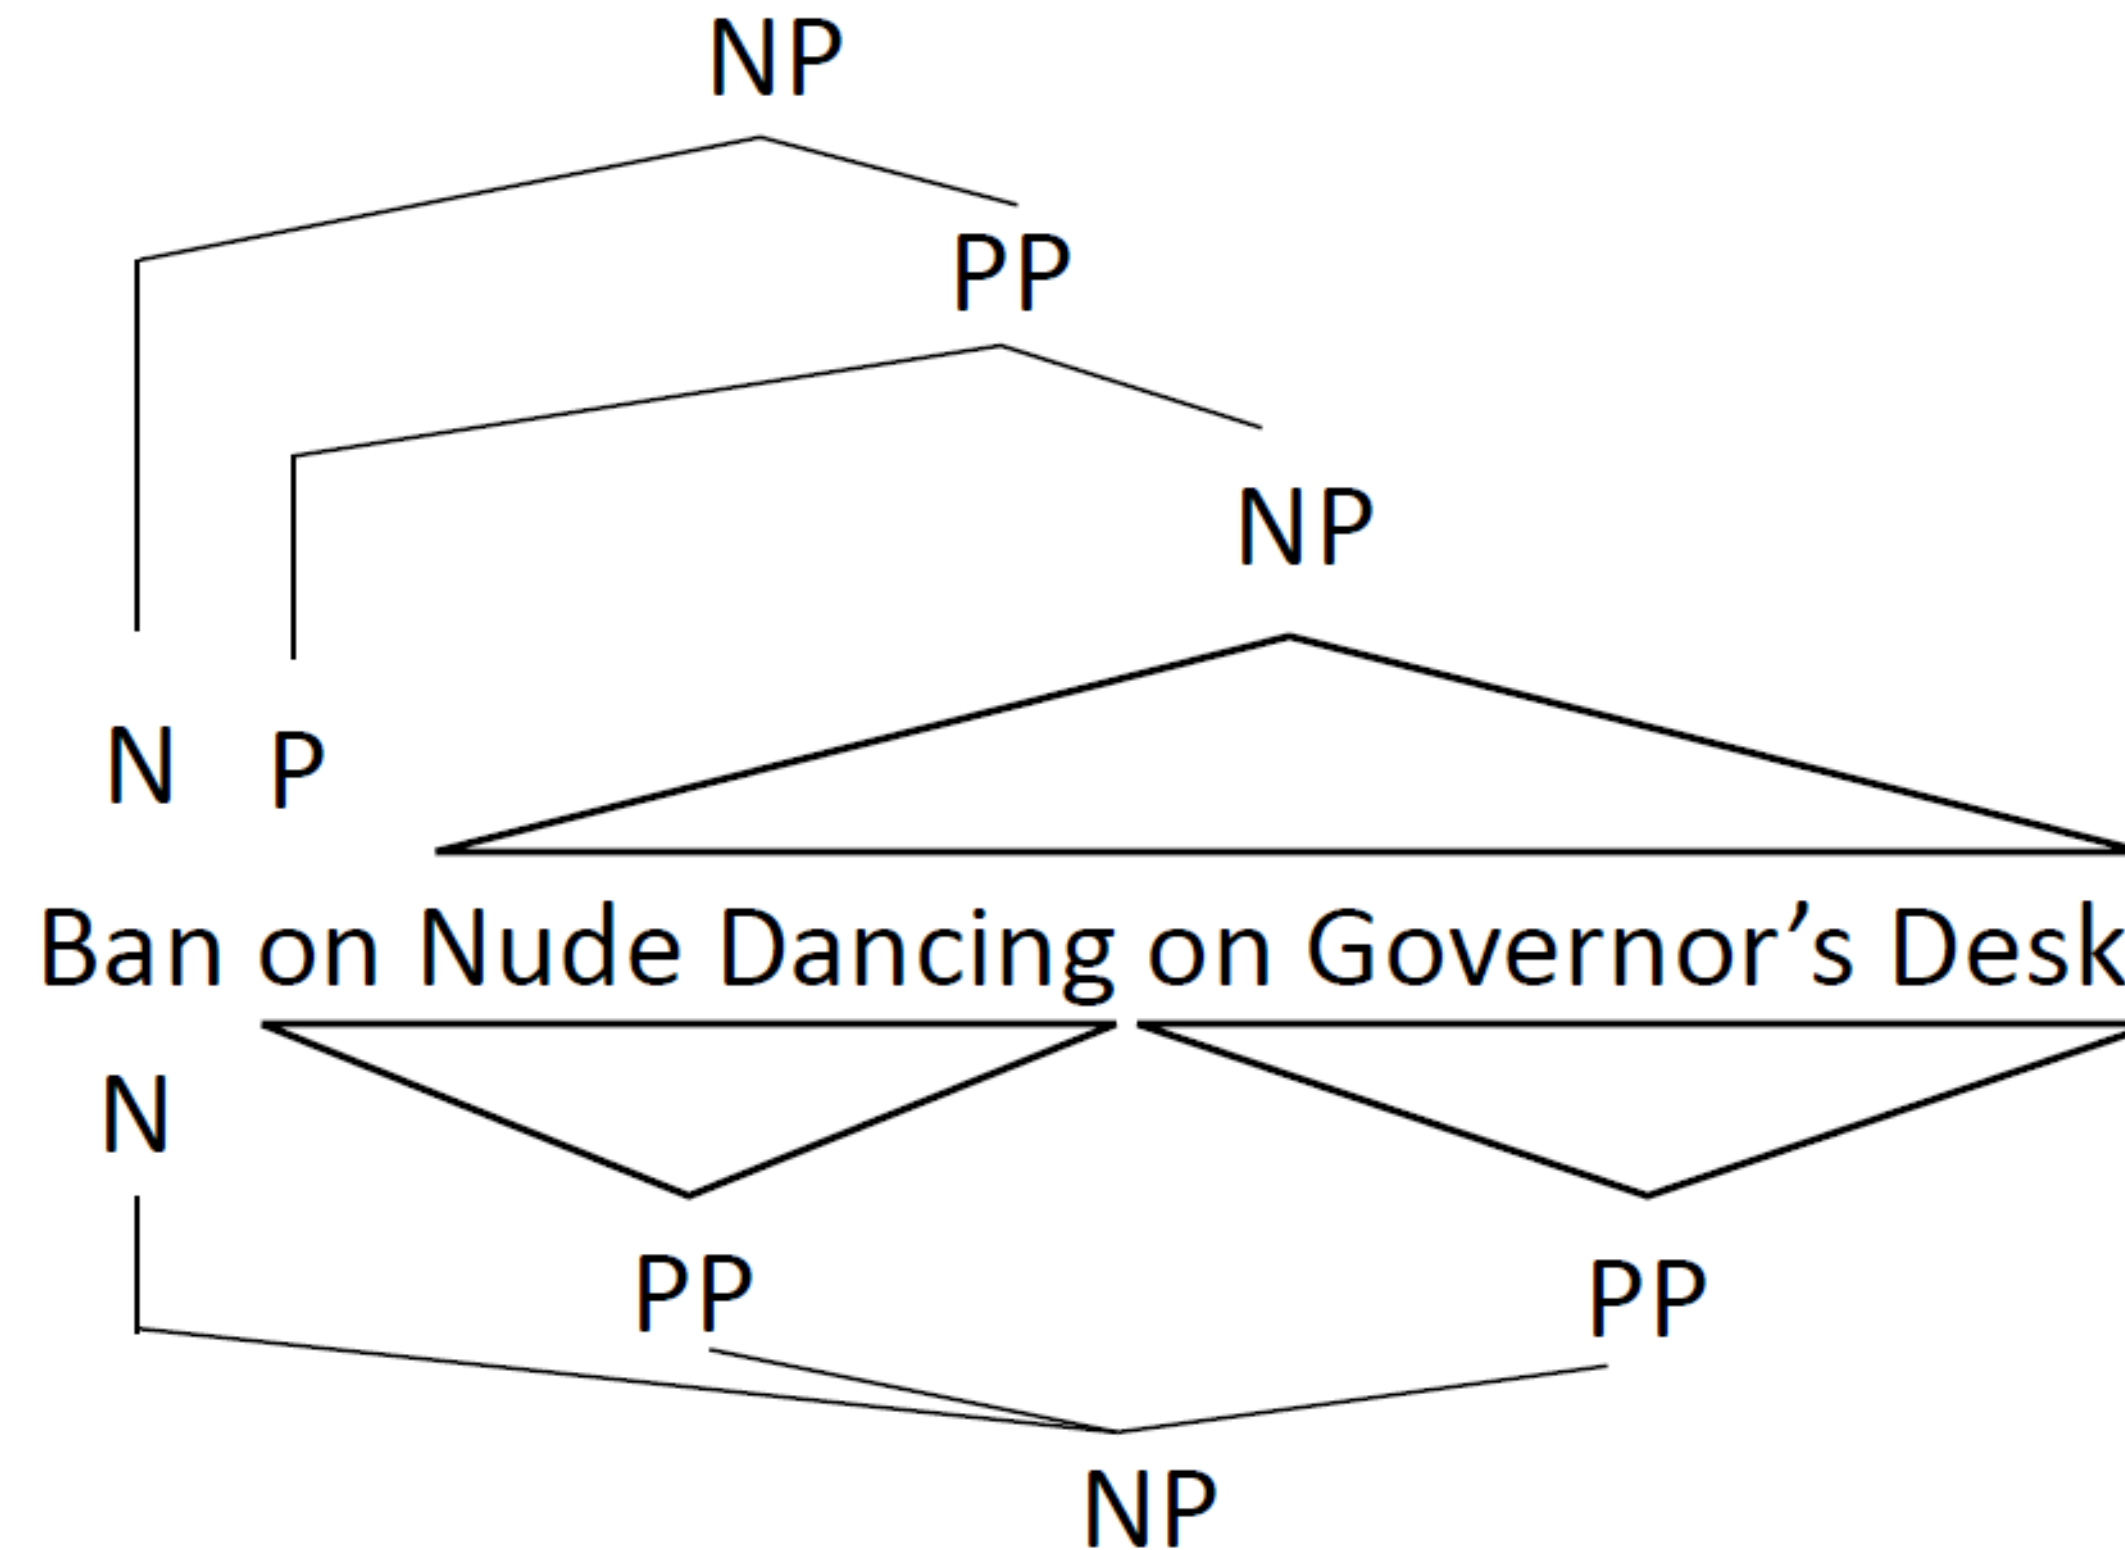 NP
PP
NP
N P
Ban on Nude Dancing on Governor’s Desk
N
PP PP
NP